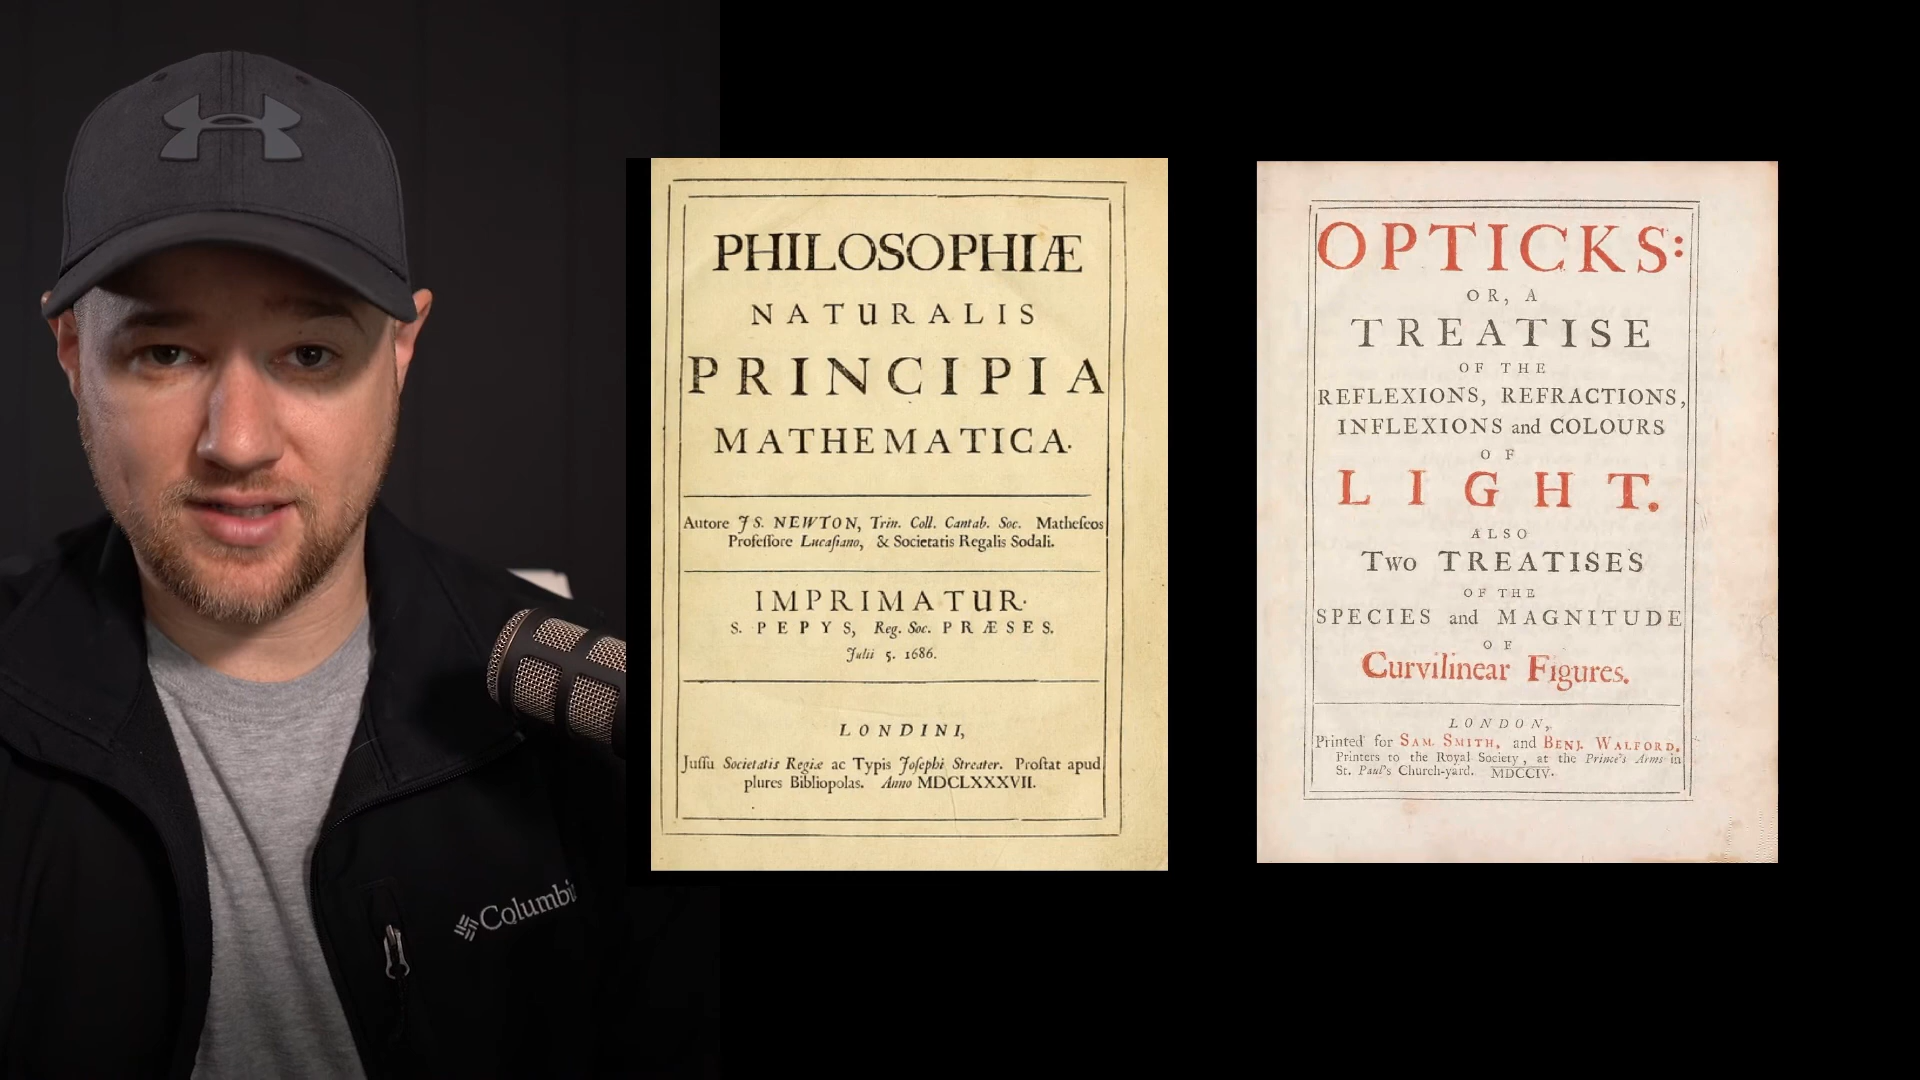 PHILOSOPHIÆ
NATURALIS
PRINCIPIA
MATHEMATICA.
Autore JS. NEWTON, Trin. Coll. Cantab. Soc. Matheseos
Professore Lucasiano, & Societatis Regalis Sodali.
IMPRIMATUR.
S. PEPYS, Reg. Soc. PRÆSES.
Julii 5. 1686.
LONDINI,
Jussu Societatis Regiæ ac Typis Josephi Streater. Prostat apud
plures Bibliopolas. Anno MDCLXXXVII.
OPTICKS:
OR, A
TREATISE
OF THE
REFLEXIONS, REFRACTIONS,
INFLEXIONS and COLOURS
OF
LIGHT.
ALSO
Two TREATISES
OF THE
SPECIES and MAGNITUDE
OF
Curvilinear Figures.
LONDON,
Printed for SAM. SMITH, and BENJ. WALFORD,
Printers to the Royal Society, at the Prince's Arms in
St. Paul's Church-yard. MDCCIV.
Columbi